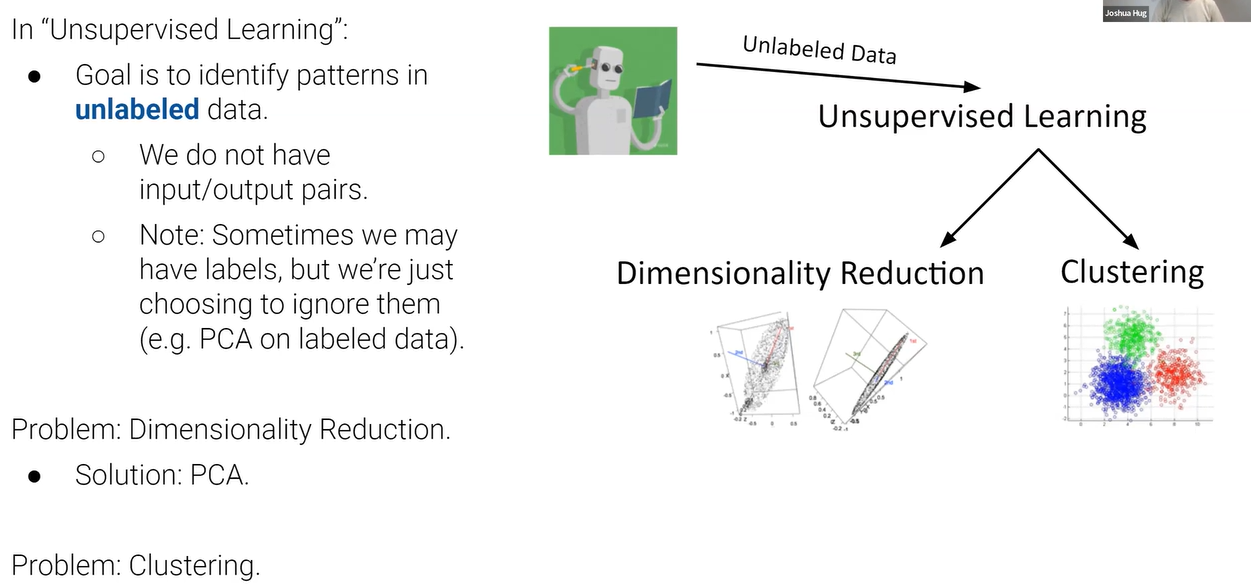 In “Unsupervised Learning”:
● Goal is to identify patterns in
unlabeled data.
○ We do not have
input/output pairs.
○ Note: Sometimes we may
have labels, but we’re just
choosing to ignore them
(e.g. PCA on labeled data).
Problem: Dimensionality Reduction.
● Solution: PCA.
Problem: Clustering.
Joshua Hug
Unlabeled Data
Unsupervised Learning
Dimensionality Reduction
Clustering